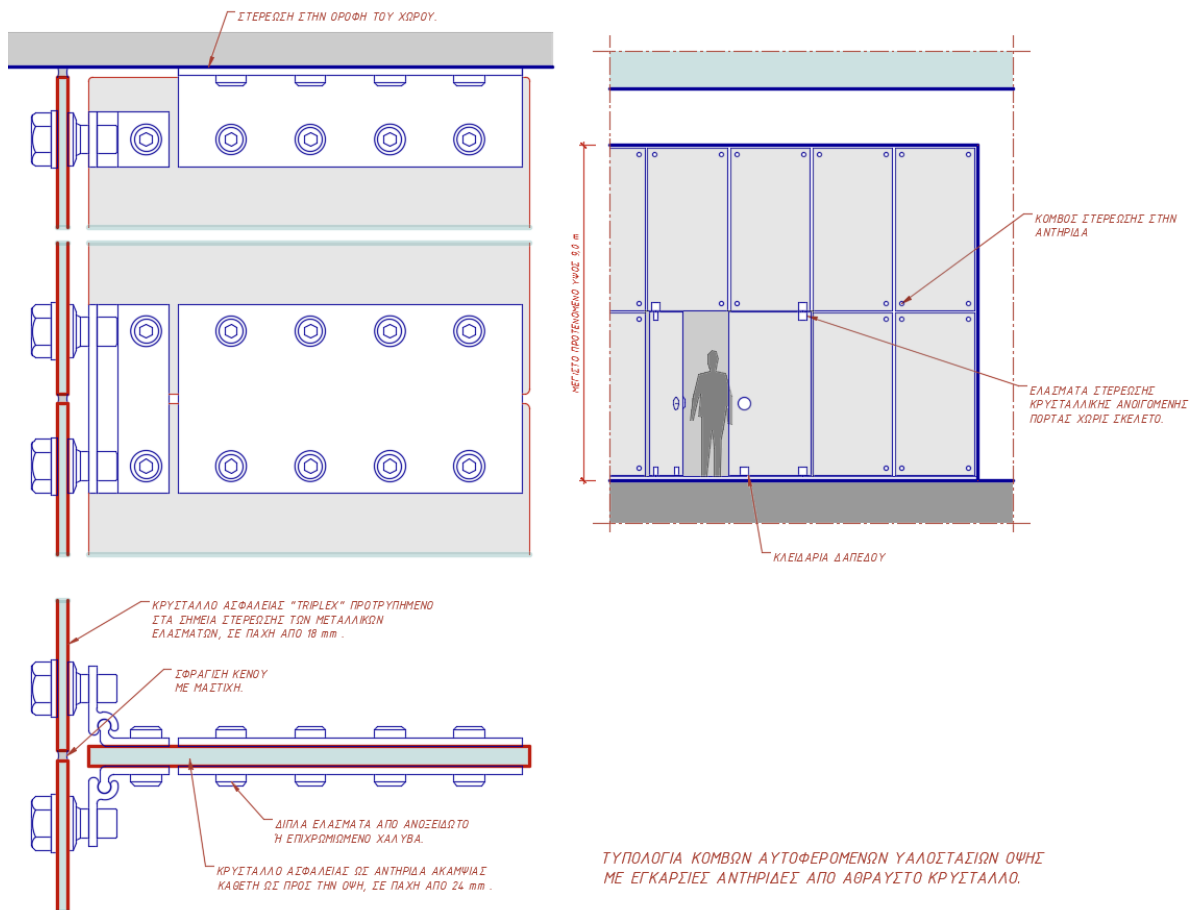 ΣΤΕΡΕΩΣΗ ΣΤΗΝ ΟΡΟΦΗ ΤΟΥ ΧΩΡΟΥ.
ΜΕΓΙΣΤΟ ΠΡΟΤΕΝΟΜΕΝΟ ΥΨΟΣ 9,0 m
ΚΟΜΒΟΣ ΣΤΕΡΕΩΣΗΣ ΣΤΗΝ
ΑΝΤΗΡΙΔΑ
ΕΛΑΣΜΑΤΑ ΣΤΕΡΕΩΣΗΣ
ΚΡΥΣΤΑΛΛΙΚΗΣ ΑΝΟΙΓΟΜΕΝΗΣ
ΠΟΡΤΑΣ ΧΩΡΙΣ ΣΚΕΛΕΤΟ.
ΚΛΕΙΔΑΡΙΑ ΔΑΠΕΔΟΥ
ΚΡΥΣΤΑΛΛΟ ΑΣΦΑΛΕΙΑΣ "TRIPLEX" ΠΡΟΤΡΥΠΗΜΕΝΟ
ΣΤΑ ΣΗΜΕΙΑ ΣΤΕΡΕΩΣΗΣ ΤΩΝ ΜΕΤΑΛΛΙΚΩΝ
ΕΛΑΣΜΑΤΩΝ, ΣΕ ΠΑΧΗ ΑΠΟ 18 mm .
ΣΦΡΑΓΙΣΗ ΚΕΝΟΥ
ΜΕ ΜΑΣΤΙΧΗ.
ΔΙΠΛΑ ΕΛΑΣΜΑΤΑ ΑΠΟ ΑΝΟΞΕΙΔΩΤΟ
Ή ΕΠΙΧΡΩΜΙΩΜΕΝΟ ΧΑΛΥΒΑ.
ΚΡΥΣΤΑΛΛΟ ΑΣΦΑΛΕΙΑΣ ΩΣ ΑΝΤΗΡΙΔΑ ΑΚΑΜΨΙΑΣ
ΚΑΘΕΤΗ ΩΣ ΠΡΟΣ ΤΗΝ ΟΨΗ, ΣΕ ΠΑΧΗ ΑΠΟ 24 mm .
ΤΥΠΟΛΟΓΙΑ ΚΟΜΒΩΝ ΑΥΤΟΦΕΡΟΜΕΝΩΝ ΥΑΛΟΣΤΑΣΙΩΝ ΟΨΗΣ
ΜΕ ΕΓΚΑΡΣΙΕΣ ΑΝΤΗΡΙΔΕΣ ΑΠΟ ΑΘΡΑΥΣΤΟ ΚΡΥΣΤΑΛΛΟ.